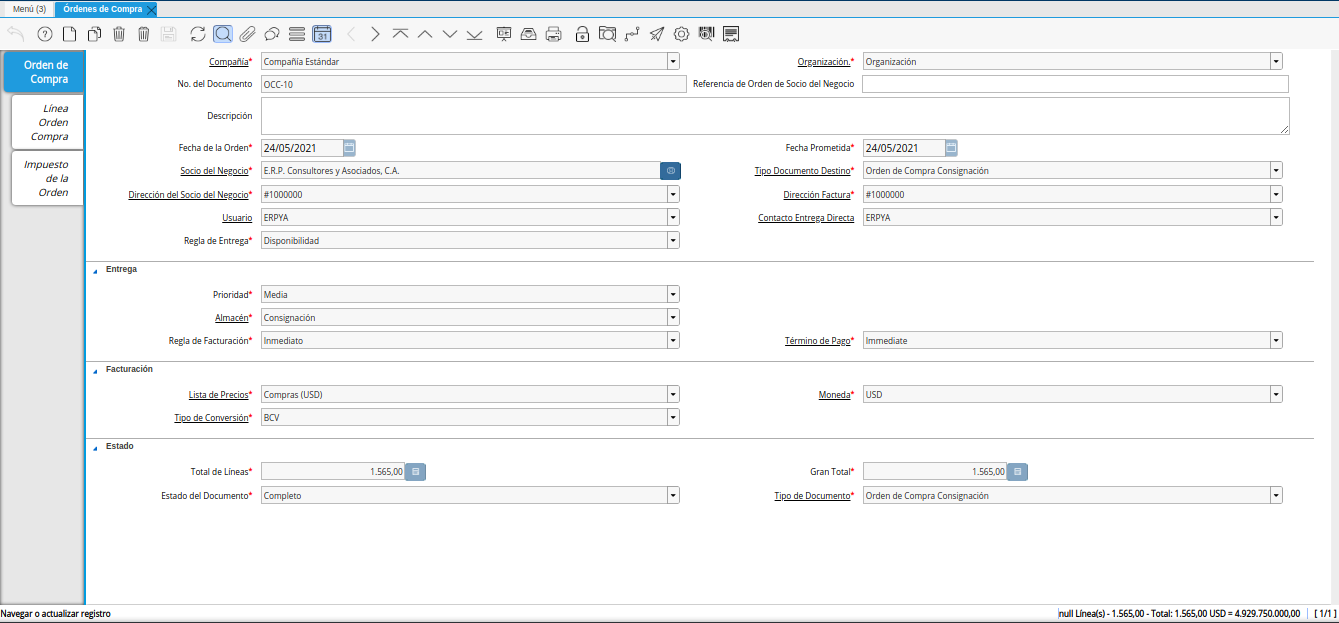 Menú (3) Órdenes de Compra
31
Orden de
Compra
Línea
Orden
Compra
Impuesto
de la
Orden
Compañía* Compañía Estándar Organización.* Organización
No. del Documento OCC-10 Referencia de Orden de Socio del Negocio
Descripción
Fecha de la Orden* 24/05/2021 Fecha Prometida* 24/05/2021
Socio del Negocio* E.R.P. Consultores y Asociados, C.A. Tipo Documento Destino* Orden de Compra Consignación
Dirección del Socio del Negocio* #1000000 Dirección Factura* #1000000
Usuario ERPYA Contacto Entrega Directa ERPYA
Regla de Entrega* Disponibilidad
Entrega
Prioridad* Media
Almacén* Consignación
Regla de Facturación* Inmediato Término de Pago* Immediate
Facturación
Lista de Precios* Compras (USD) Moneda* USD
Tipo de Conversión* BCV
Estado
Total de Líneas* 1.565,00 Gran Total* 1.565,00
Estado del Documento* Completo Tipo de Documento* Orden de Compra Consignación
Navegar o actualizar registro null Línea(s) - 1.565,00 - Total: 1.565,00 USD = 4.929.750.000,00 [ 1/1 ]